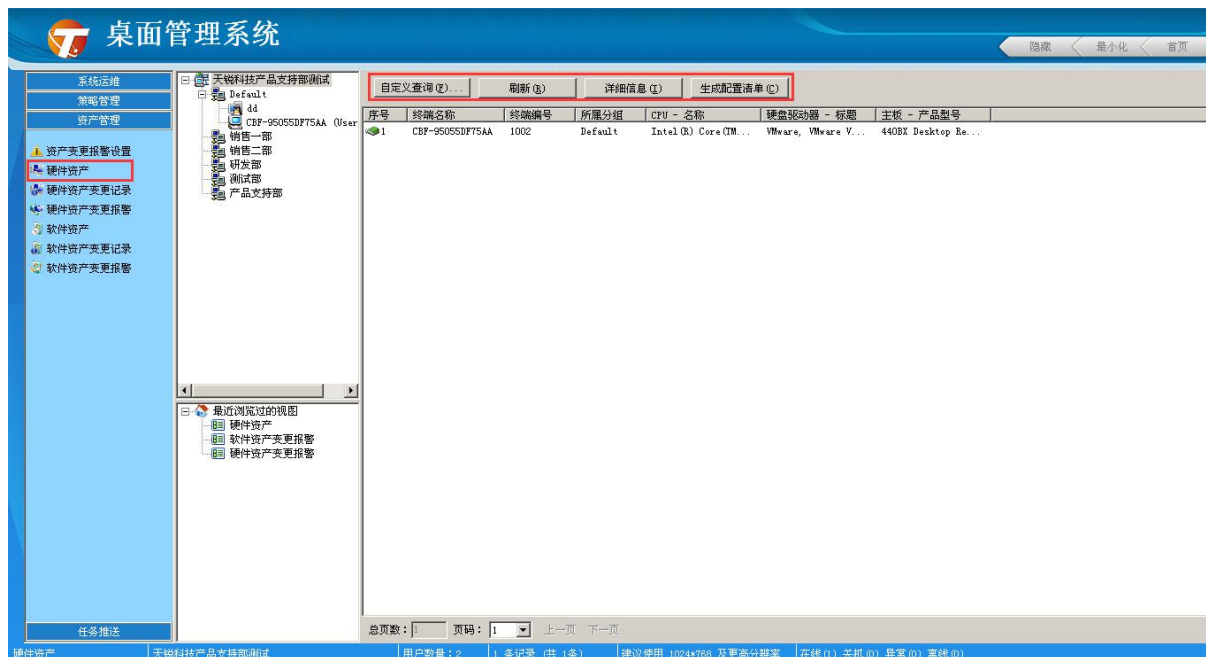 桌面管理系统
隐藏 最小化 首页
系统运维
策略管理
资产管理
资产变更报警设置
硬件资产
硬件资产变更记录
硬件资产变更报警
软件资产
软件资产变更记录
软件资产变更报警
任务推送
天锐科技产品支持部测试
Default
dd
CBF-95055DF75AA (User
销售一部
销售二部
研发部
测试部
产品支持部
最近浏览过的视图
硬件资产
软件资产变更报警
硬件资产变更报警
自定义查询(F)... 刷新(R) 详细信息(I) 生成配置清单(C)
序号 终端名称 终端编号 所属分组 CPU - 名称 硬盘驱动器 - 标题 主板 - 产品型号
1 CBF-95055DF75AA 1002 Default Intel(R) Core(TM... VMware, VMware V... 440BX Desktop Re...
总页数: 1 页码: 1 上一页 下一页
硬件资产 天锐科技产品支持部测试 用户数量:2 1 条记录 (共 1条) 建议使用 1024*768 及更高分辨率 在线(1) 关机(0) 异常(0) 离线(0)